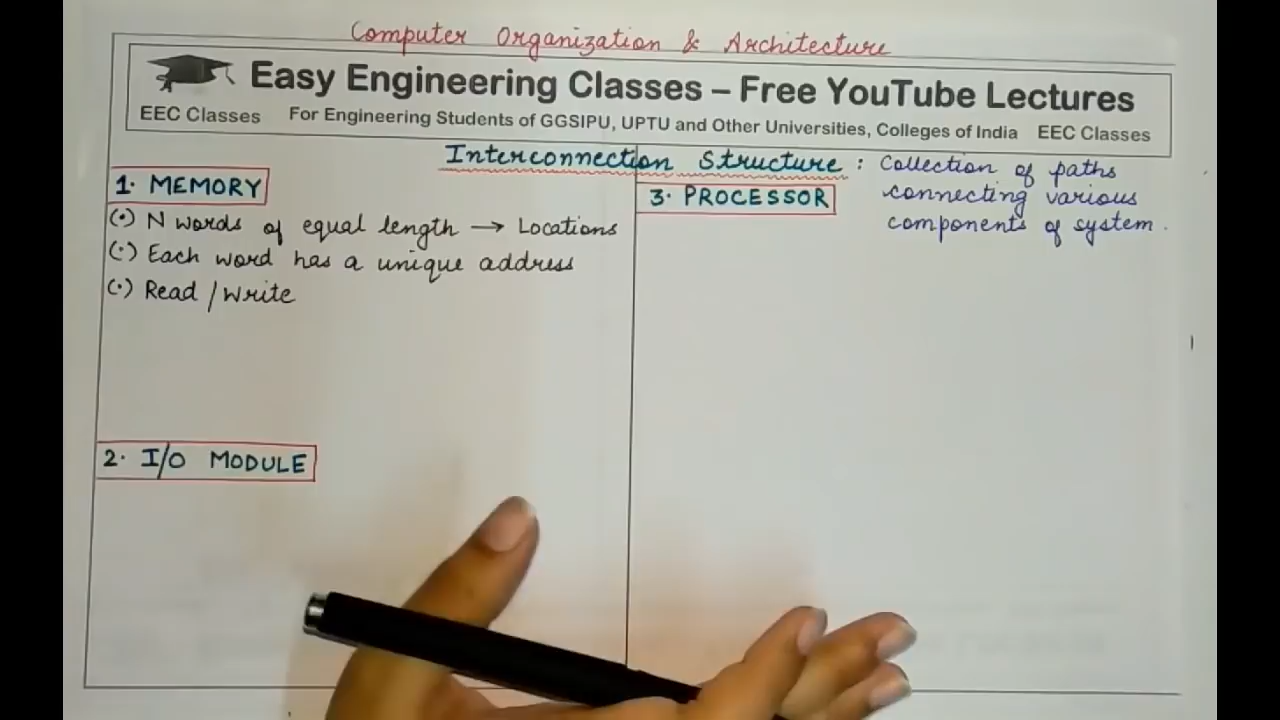 Computer Organization & Architecture
Easy Engineering Classes – Free YouTube Lectures
EEC Classes For Engineering Students of GGSIPU, UPTU and Other Universities, Colleges of India EEC Classes
Interconnection Structure : Collection of paths
connecting various
components of system.
1. MEMORY
(•) N words of equal length → Locations
(•) Each word has a unique address
(•) Read / Write
2. I/O MODULE
3. PROCESSOR